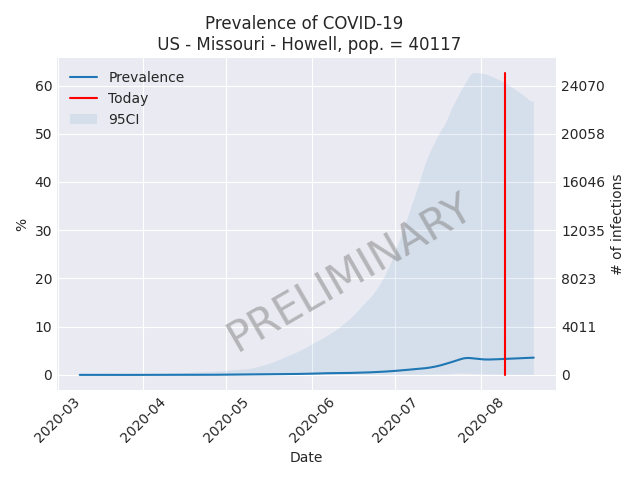 Prevalence of COVID-19
US - Missouri - Howell, pop. = 40117
Prevalence
Today
95CI
PRELIMINARY
%
60
50
40
30
20
10
0
24070
20058
16046
12035
8023
4011
0
# of infections
2020-03
2020-04
2020-05
2020-06
2020-07
2020-08
Date